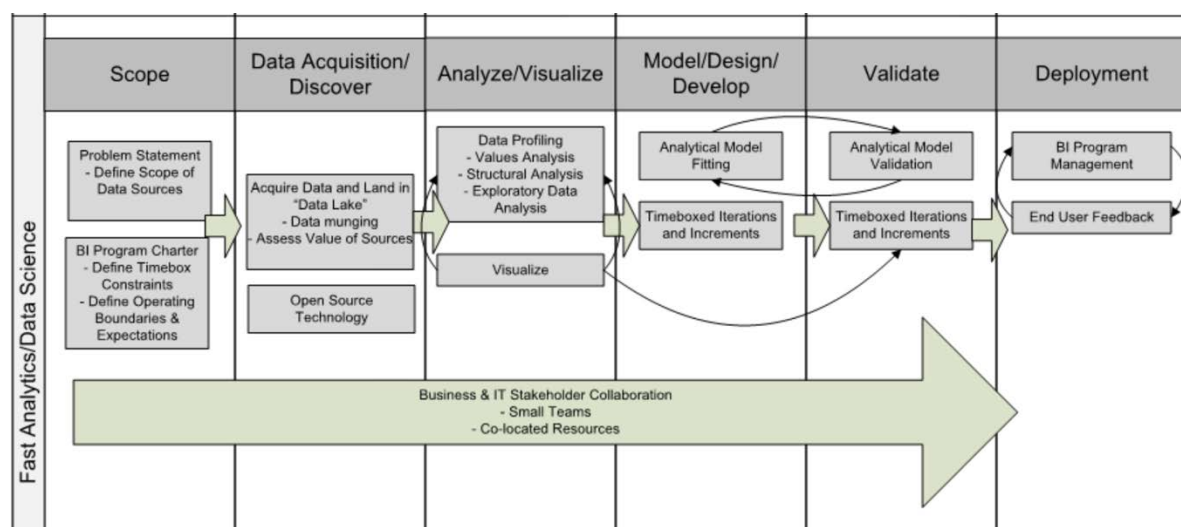 Fast Analytics/Data Science
Scope
Data Acquisition/
Discover
Analyze/Visualize
Model/Design/
Develop
Validate
Deployment
Problem Statement
- Define Scope of
Data Sources
BI Program Charter
- Define Timebox
Constraints
- Define Operating
Boundaries &
Expectations
Acquire Data and Land in
"Data Lake"
- Data munging
- Assess Value of Sources
Open Source
Technology
Data Profiling
- Values Analysis
- Structural Analysis
- Exploratory Data
Analysis
Visualize
Analytical Model
Fitting
Timeboxed Iterations
and Increments
Analytical Model
Validation
Timeboxed Iterations
and Increments
BI Program
Management
End User Feedback
Business & IT Stakeholder Collaboration
- Small Teams
- Co-located Resources